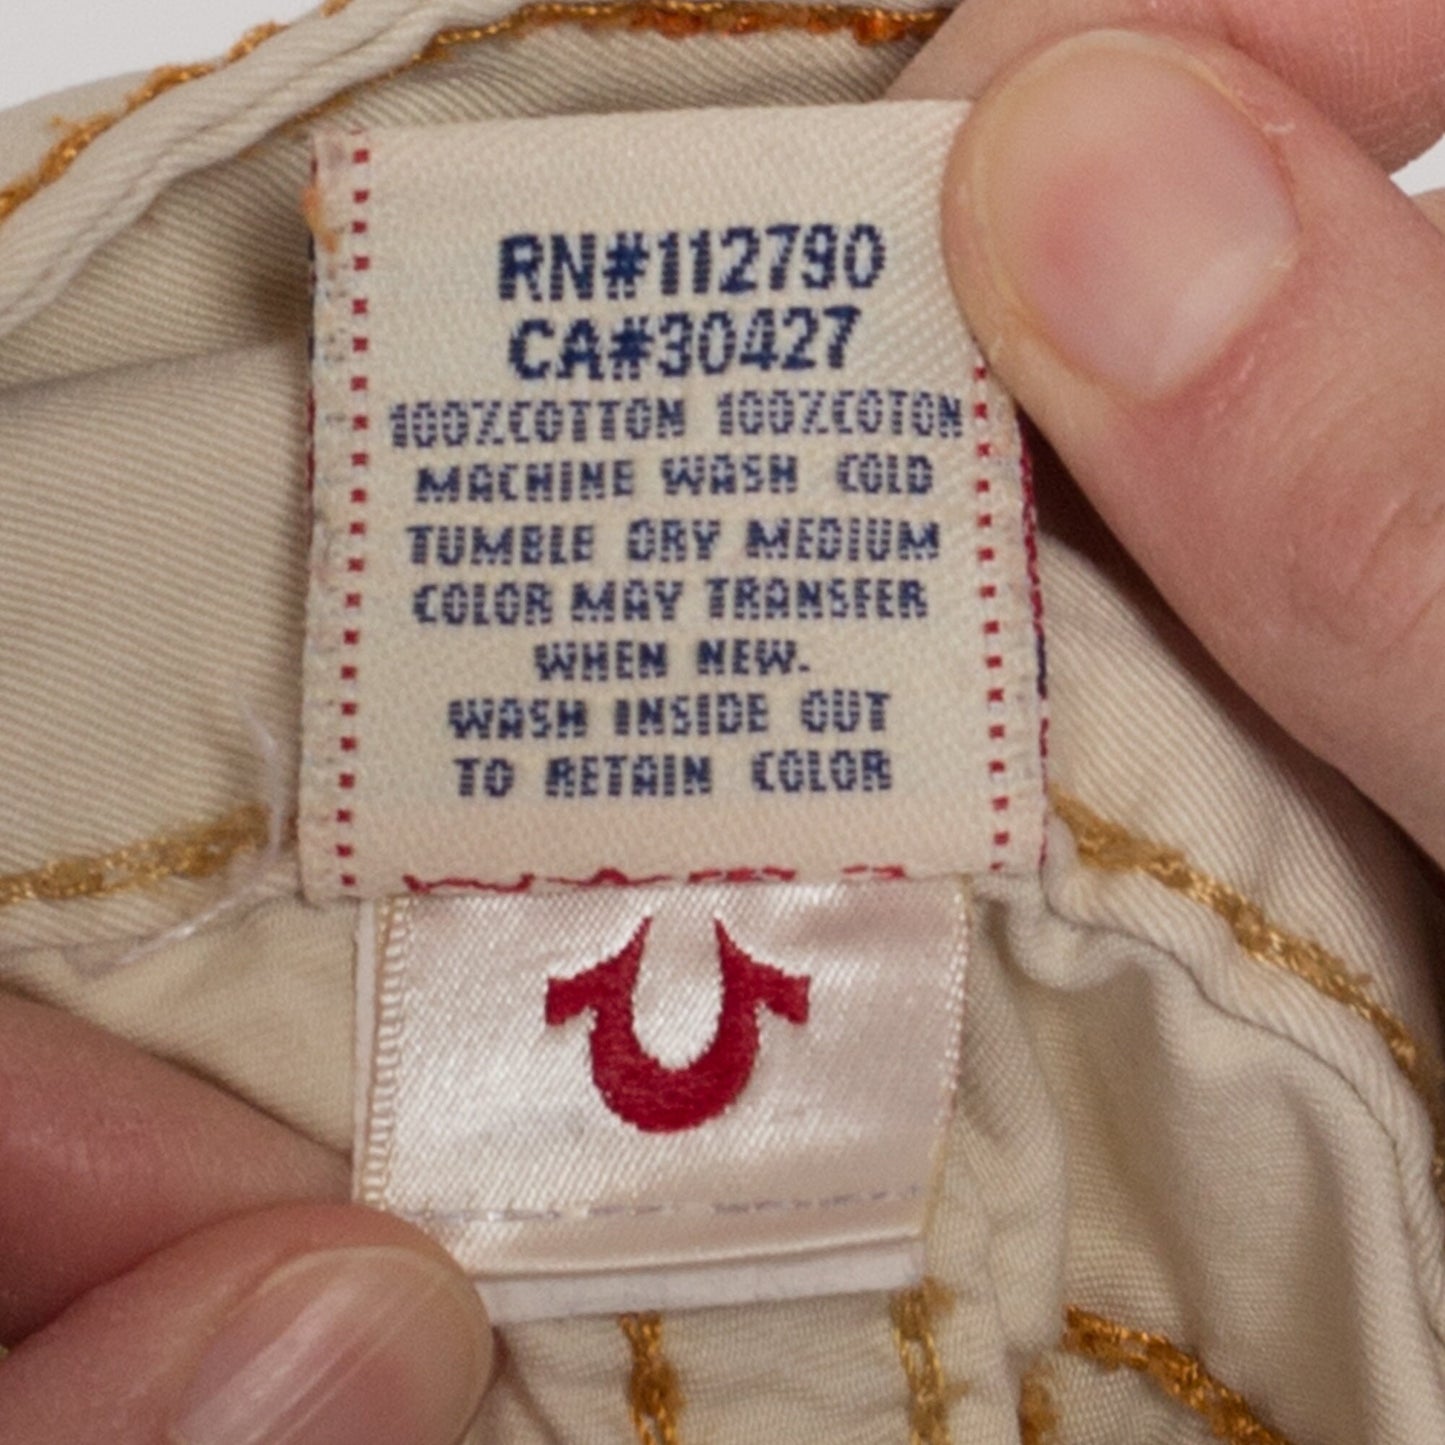 RN#112790
CA#30427
100%COTTON 100%COTON
MACHINE WASH COLD
TUMBLE DRY MEDIUM
COLOR MAY TRANSFER
WHEN NEW.
WASH INSIDE OUT
TO RETAIN COLOR